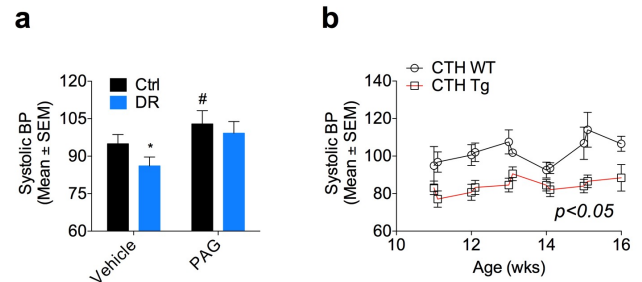 a
Systolic BP
(Mean ± SEM)
120
105
90
75
60
Ctrl
DR
*
#
Vehicle
PAG
b
Systolic BP
(Mean ± SEM)
140
120
100
80
60
CTH WT
CTH Tg
p<0.05
10
12
14
16
Age (wks)